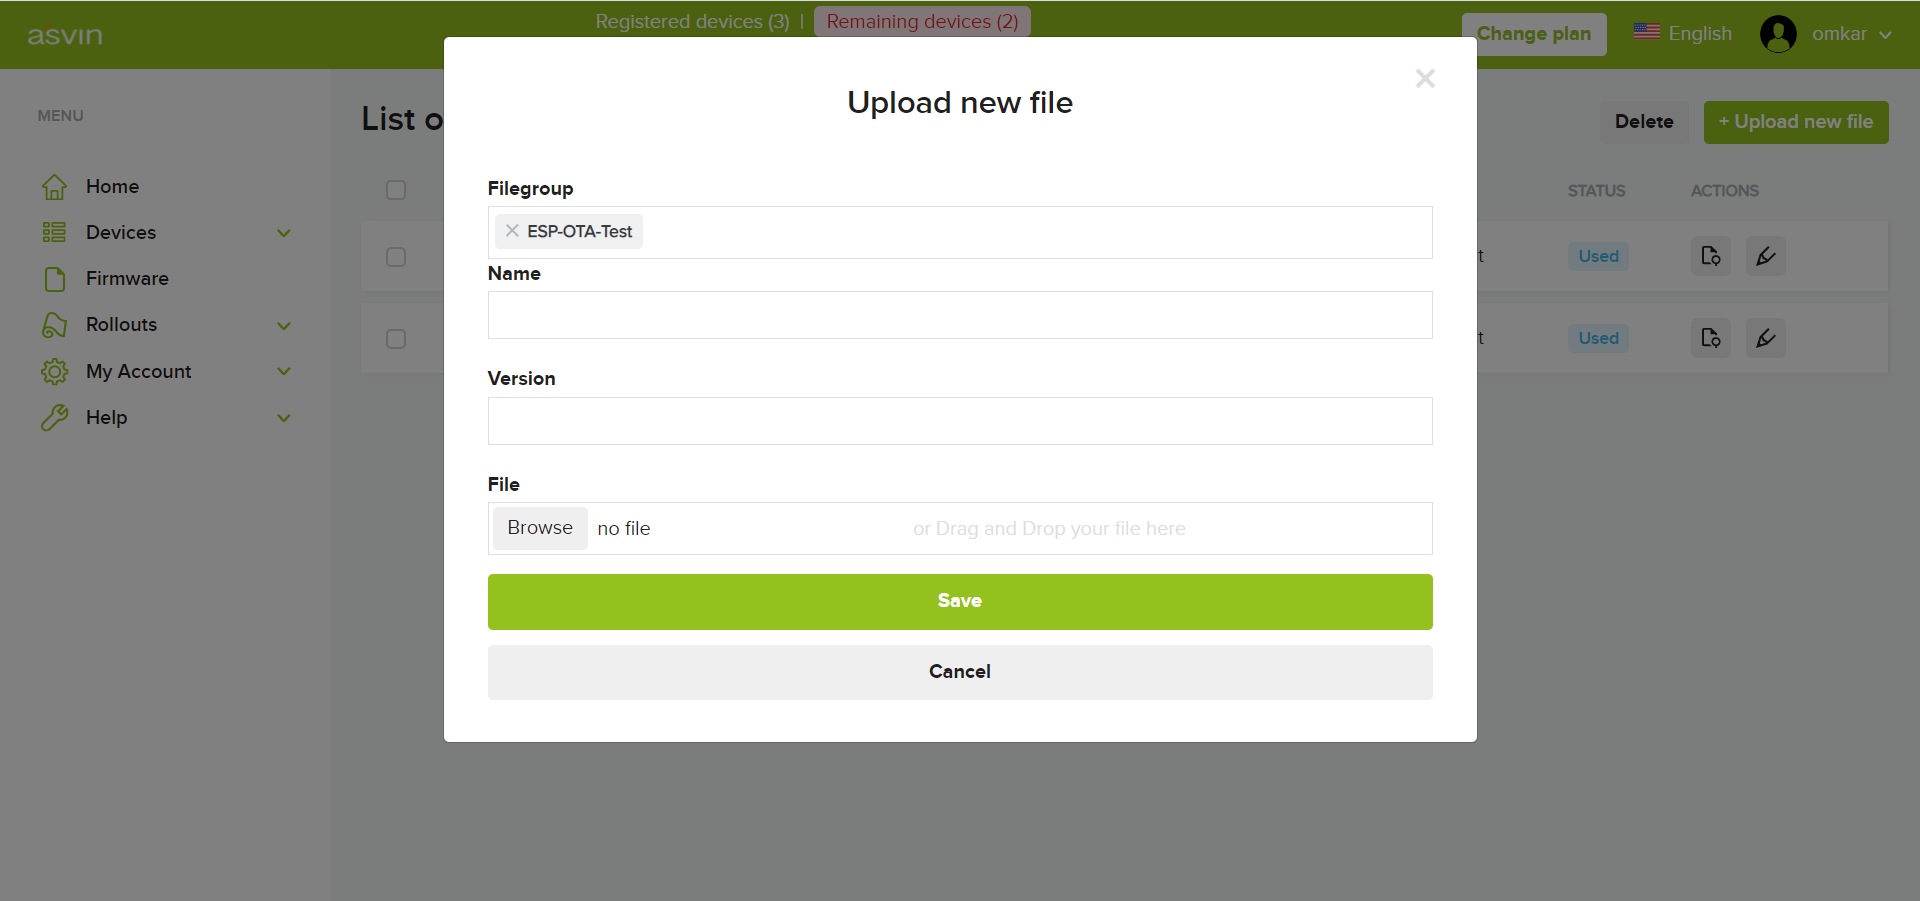 asvin
Registered devices (3) | Remaining devices (2)
Change plan
English
omkar
MENU
Home
Devices
Firmware
Rollouts
My Account
Help
List o
Delete
+ Upload new file
STATUS
ACTIONS
t
Used
t
Used
Upload new file
Filegroup
ESP-OTA-Test
Name
Version
File
Browse no file or Drag and Drop your file here
Save
Cancel